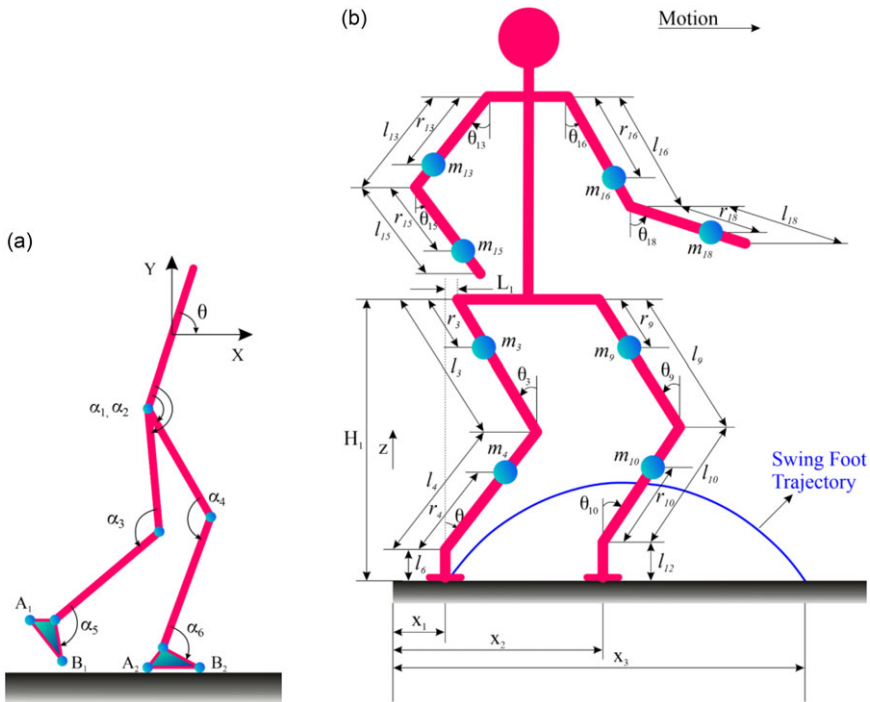 (a)
Y
θ
X
α1, α2
α3
α4
A1
α5
B1
α6
A2
B2
(b)
Motion
l13
r13
θ13
m13
θ16
r16
l16
m16
r15
l15
θ15
m15
θ18
r18
l18
m18
L1
r3
m3
l3
θ3
r9
m9
l9
θ9
H1
z
l4
m4
r4
θ
l6
m10
θ10
r10
l10
l12
Swing Foot
Trajectory
x1
x2
x3